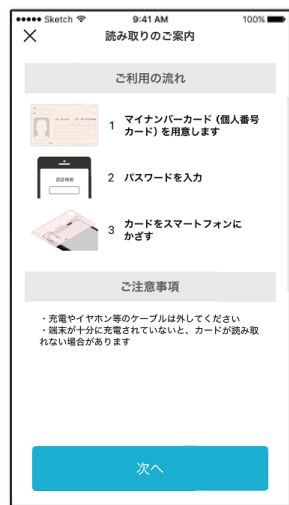 Sketch 9:41 AM 100%
読み取りのご案内
ご利用の流れ
1 マイナンバーカード（個人番号
カード）を用意します
認証情報
2 パスワードを入力
3 カードをスマートフォンに
かざす
ご注意事項
・充電やイヤホン等のケーブルは外してください
・端末が十分に充電されていないと、カードが読み取
れない場合があります
次へ